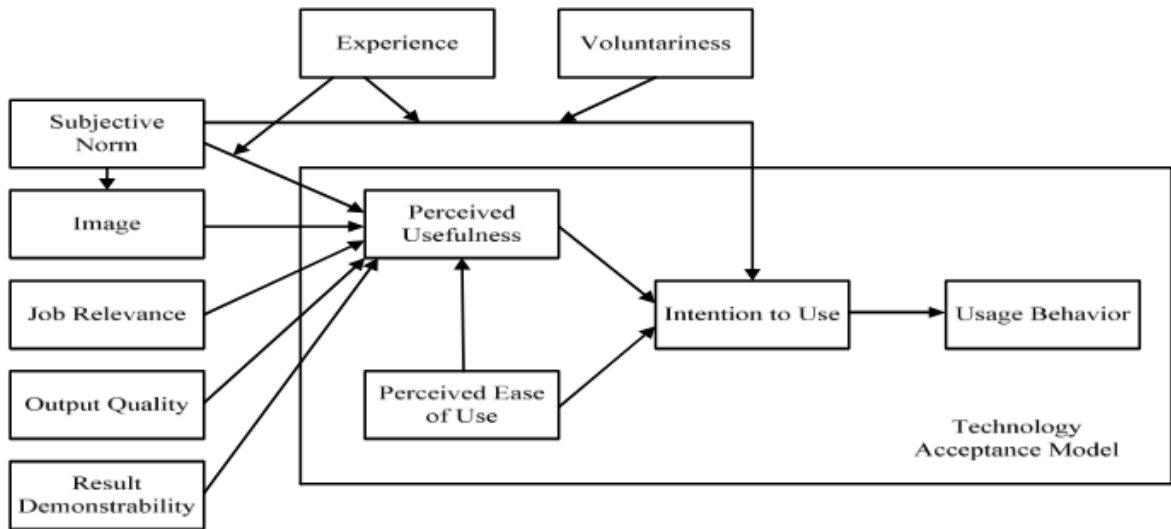 Experience
Voluntariness
Subjective
Norm
Image
Perceived
Usefulness
Job Relevance
Intention to Use
Usage Behavior
Output Quality
Perceived Ease
of Use
Technology
Acceptance Model
Result
Demonstrability